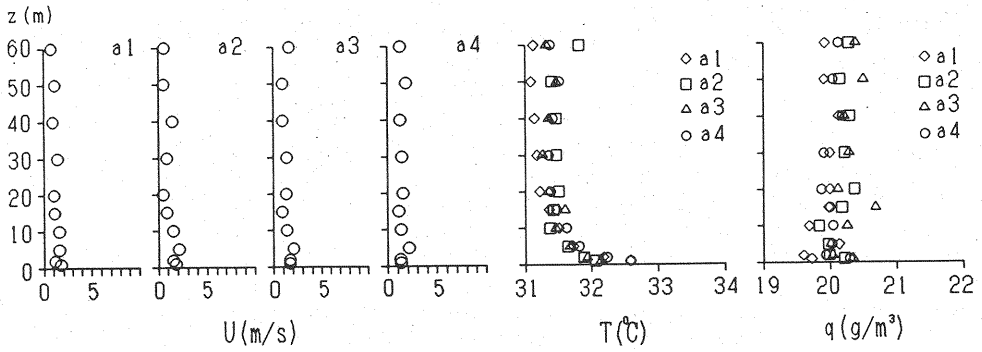 z (m)
60
50
40
30
20
10
0
a1
a2
a3
a4
0 5
0 5
0 5
0 5
U(m/s)
◇a1
□a2
△a3
○a4
31 32 33 34
T(℃)
◇a1
□a2
△a3
○a4
19 20 21 22
q(g/m³)